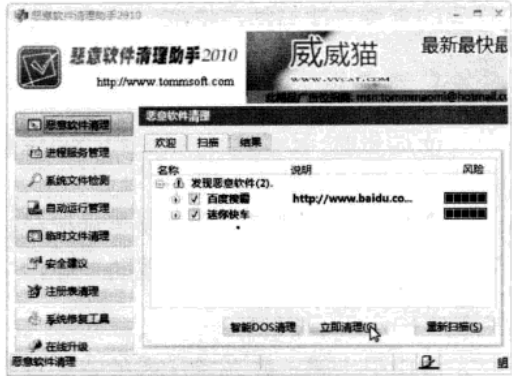 恶意软件清理助手2010
恶意软件清理助手2010
http://www.tommsoft.com
威威猫
www.vvcat.com
最新最快最
恶意软件清理
恶意软件清理
进程服务管理
系统文件检测
自动运行管理
临时文件清理
安全建议
注册表清理
系统修复工具
在线升级
欢迎
扫描
结果
名称
说明
风险
发现恶意软件(2).
百度搜霸
http://www.baidu.co...
迷你快车
智能DOS清理
立即清理(C)
重新扫描(S)
恶意软件清理